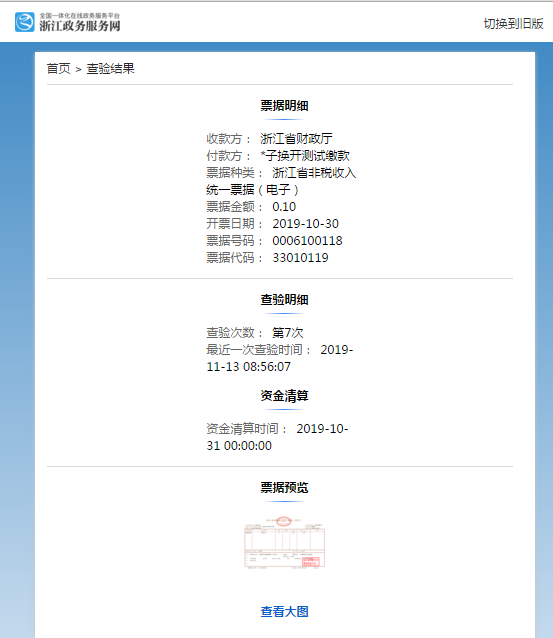 全国一体化在线政务服务平台
浙江政务服务网
切换到旧版
首页 > 查验结果
票据明细
收款方： 浙江省财政厅
付款方： *子换开测试缴款
票据种类： 浙江省非税收入
统一票据（电子）
票据金额： 0.10
开票日期： 2019-10-30
票据号码： 0006100118
票据代码： 33010119
查验明细
查验次数： 第7次
最近一次查验时间： 2019-
11-13 08:56:07
资金清算
资金清算时间： 2019-10-
31 00:00:00
票据预览
查看大图